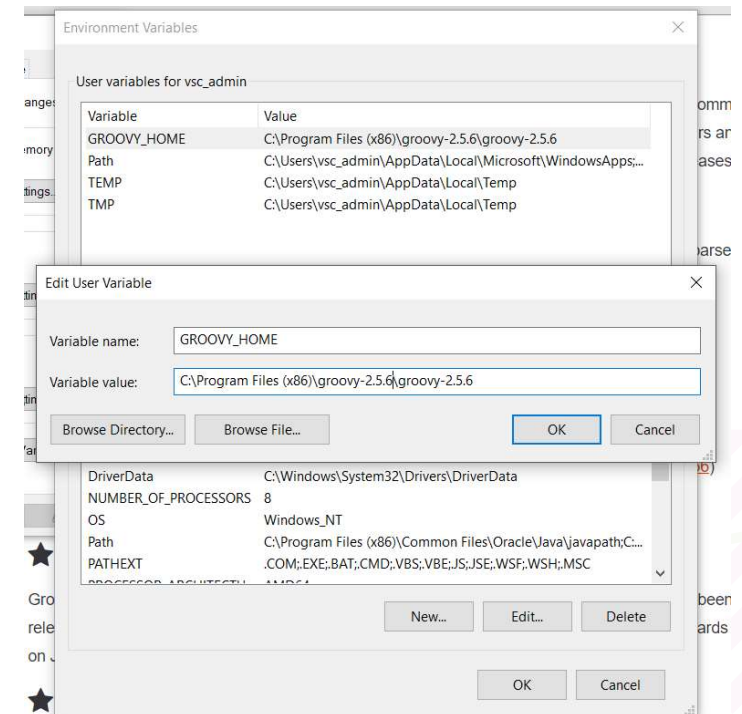 Environment Variables
User variables for vsc_admin
Variable Value
GROOVY_HOME C:\Program Files (x86)\groovy-2.5.6\groovy-2.5.6
Path C:\Users\vsc_admin\AppData\Local\Microsoft\WindowsApps;...
TEMP C:\Users\vsc_admin\AppData\Local\Temp
TMP C:\Users\vsc_admin\AppData\Local\Temp
Edit User Variable
Variable name: GROOVY_HOME
Variable value: C:\Program Files (x86)\groovy-2.5.6\groovy-2.5.6
Browse Directory... Browse File... OK Cancel
DriverData C:\Windows\System32\Drivers\DriverData
NUMBER_OF_PROCESSORS 8
OS Windows_NT
Path C:\Program Files (x86)\Common Files\Oracle\Java\javapath;C:...
PATHEXT .COM;.EXE;.BAT;.CMD;.VBS;.VBE;.JS;.JSE;.WSF;.WSH;.MSC
New... Edit... Delete
OK Cancel